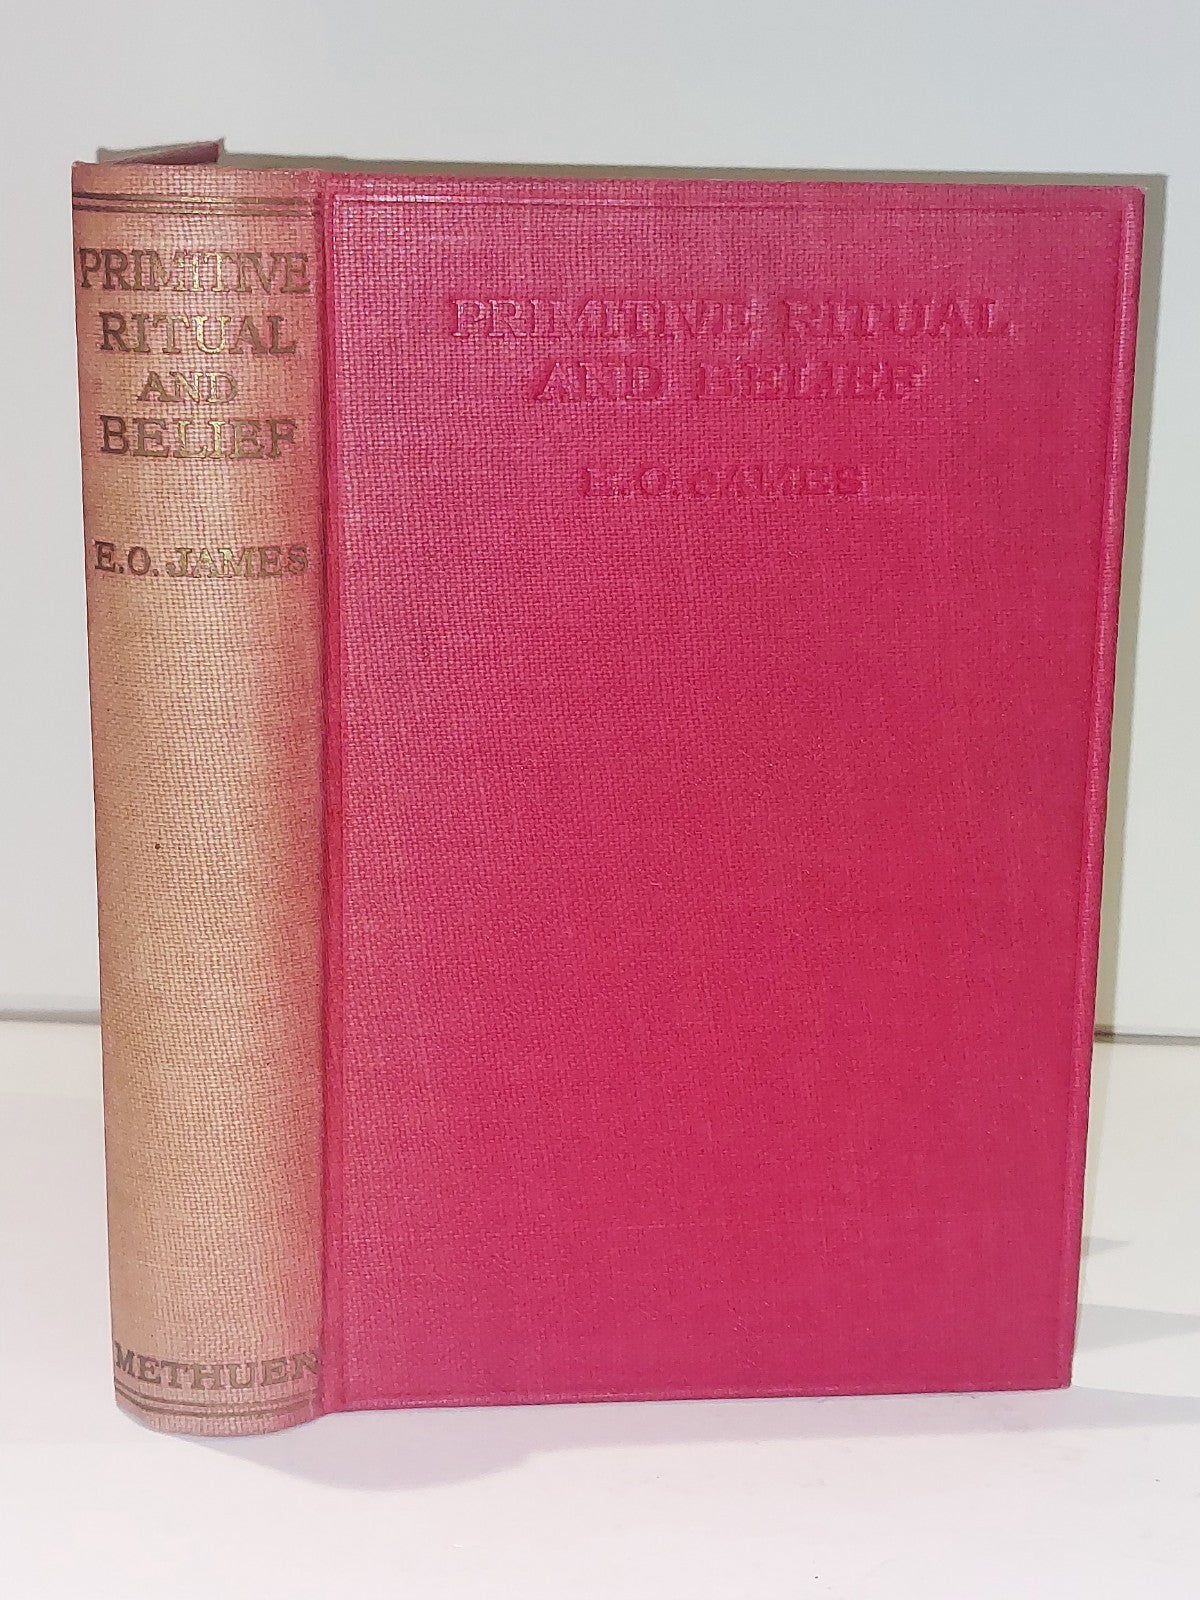 PRIMITIVE
RITUAL
AND
BELIEF
E.O. JAMES
METHUEN
PRIMITIVE RITUAL
AND BELIEF
E.O. JAMES